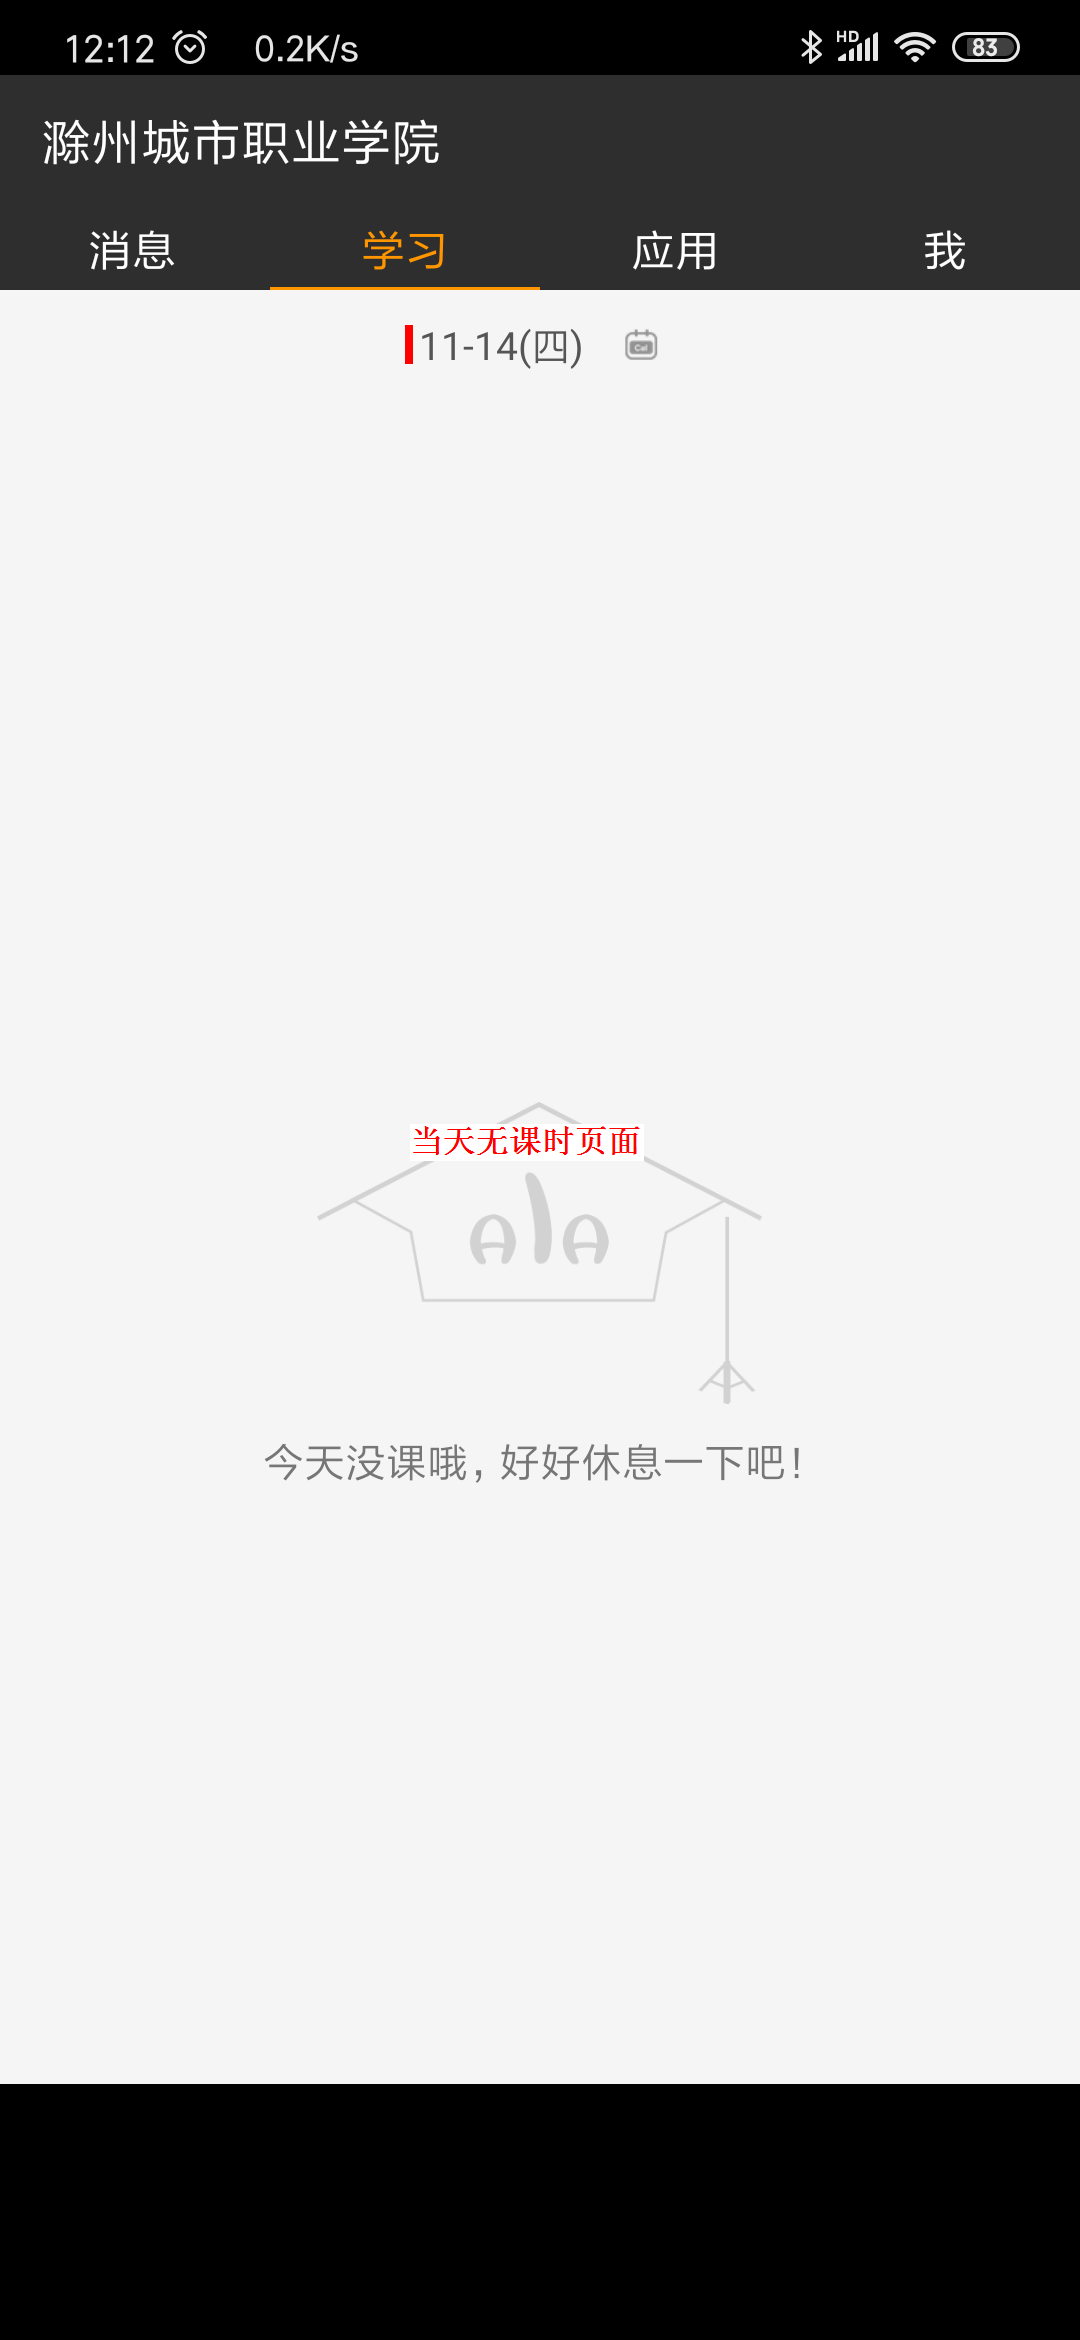 12:12 0.2K/s HD 83
滁州城市职业学院
消息 学习 应用 我
11-14(四) Cal
当天无课时页面
ala
今天没课哦，好好休息一下吧！